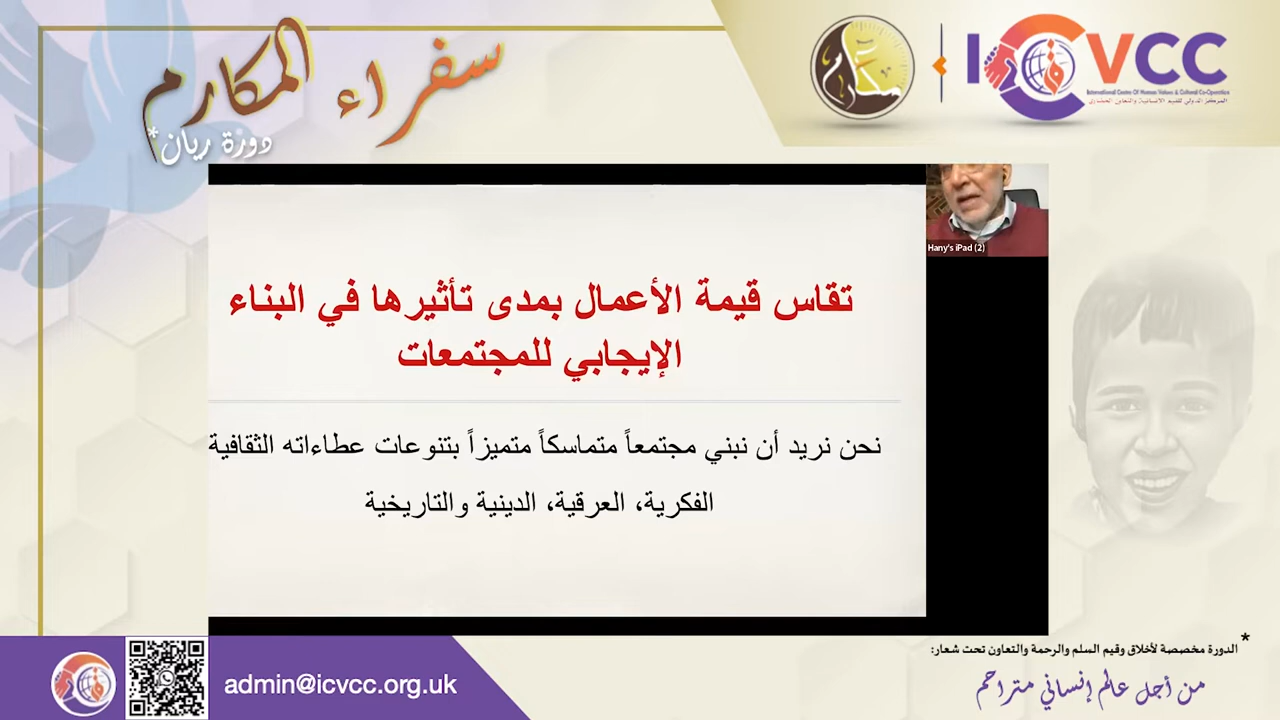 سفراء المكارم
دورة ريان*
مكارم
ICVCC
International Centre Of Human Values & Cultural Co-Operation
المركز الدولي للقيم الإنسانية والتعاون الحضاري
Hany's iPad (2)
تقاس قيمة الأعمال بمدى تأثيرها في البناء
الإيجابي للمجتمعات
نحن نريد أن نبني مجتمعاً متماسكاً متميزاً بتنوعات عطاءاته الثقافية
الفكرية، العرقية، الدينية والتاريخية
* الدورة مخصصة لأخلاق وقيم السلم والرحمة والتعاون تحت شعار:
من أجل عالم إنساني متراحم
admin@icvcc.org.uk